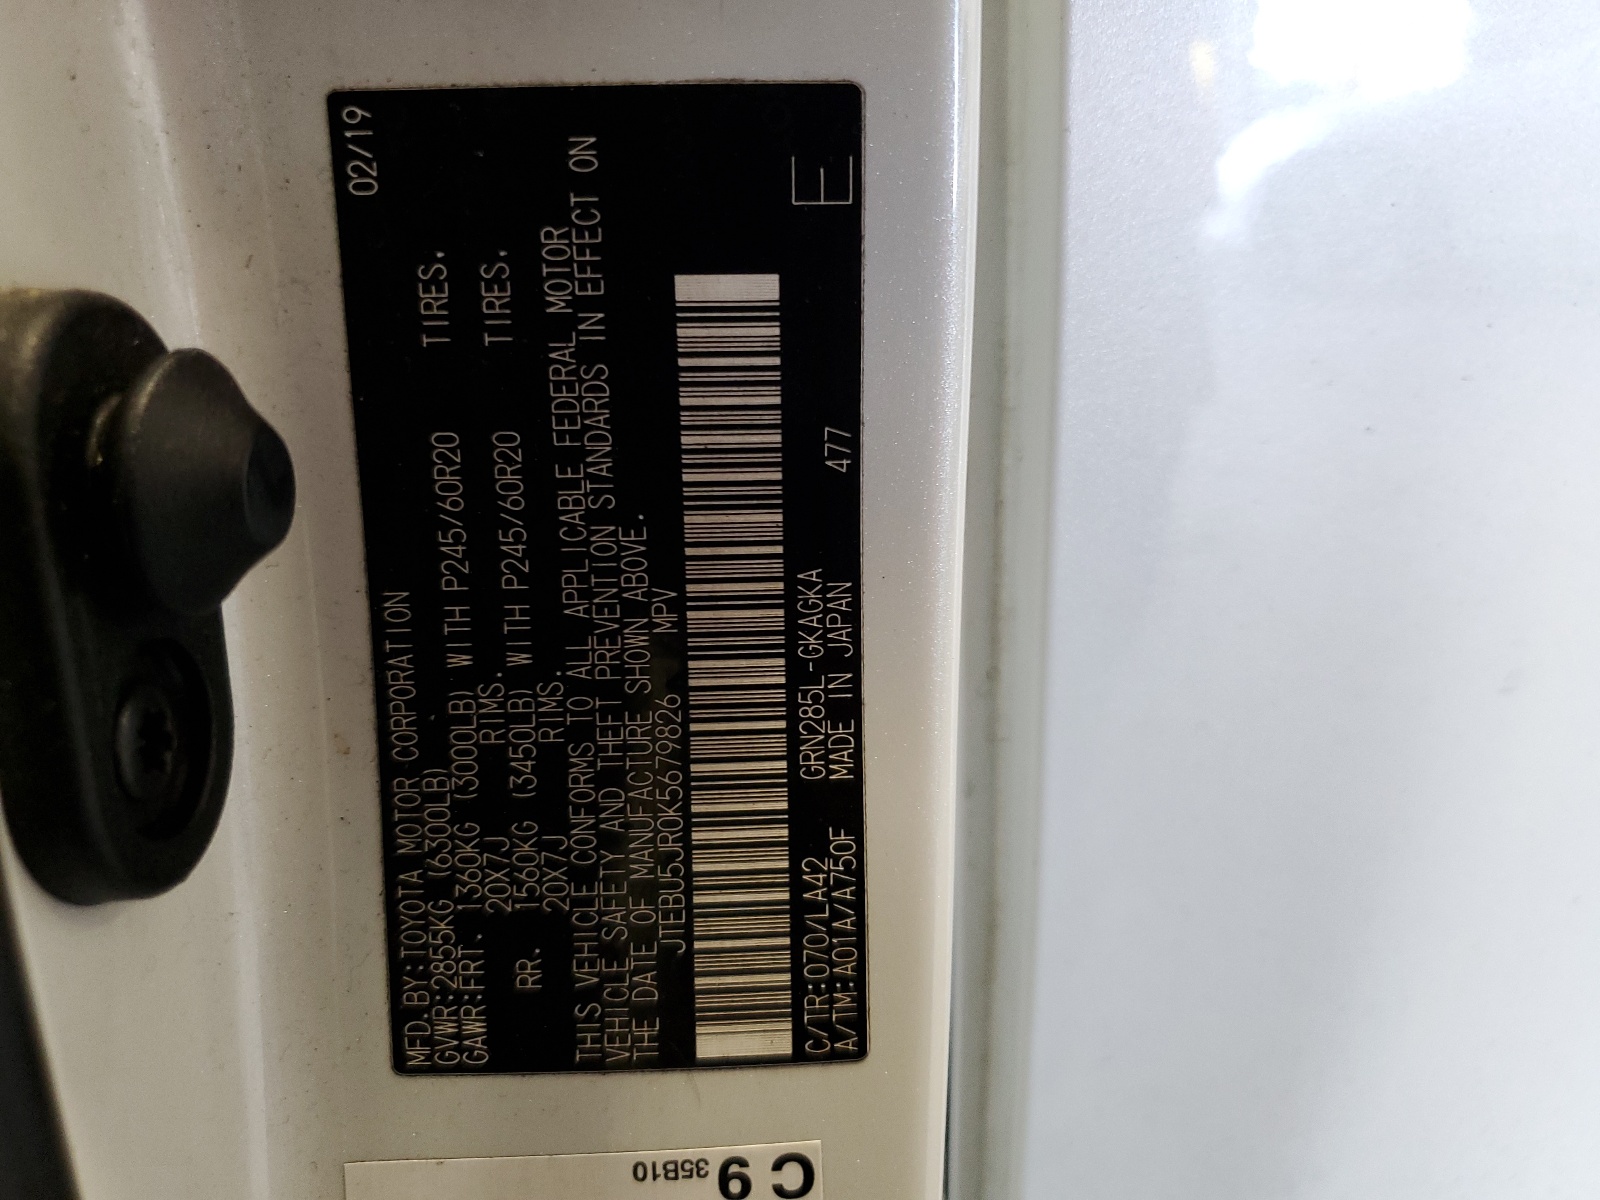 MFD.BY:TOYOTA MOTOR CORPORATION 02/19
GVWR:2855KG (6300LB)
GAWR:FRT. 1360KG (3000LB) WITH P245/60R20 TIRES.
20X7J RIMS.
RR. 1560KG (3450LB) WITH P245/60R20 TIRES.
20X7J RIMS.
THIS VEHICLE CONFORMS TO ALL APPLICABLE FEDERAL MOTOR
VEHICLE SAFETY AND THEFT PREVENTION STANDARDS IN EFFECT ON
THE DATE OF MANUFACTURE SHOWN ABOVE.
JTEBU5JR0K5679826 MPV
C/TR:070/LA42 GRN285L-GKAGKA E
A/TM:A01A/A750F MADE IN JAPAN 477
C9
35B10